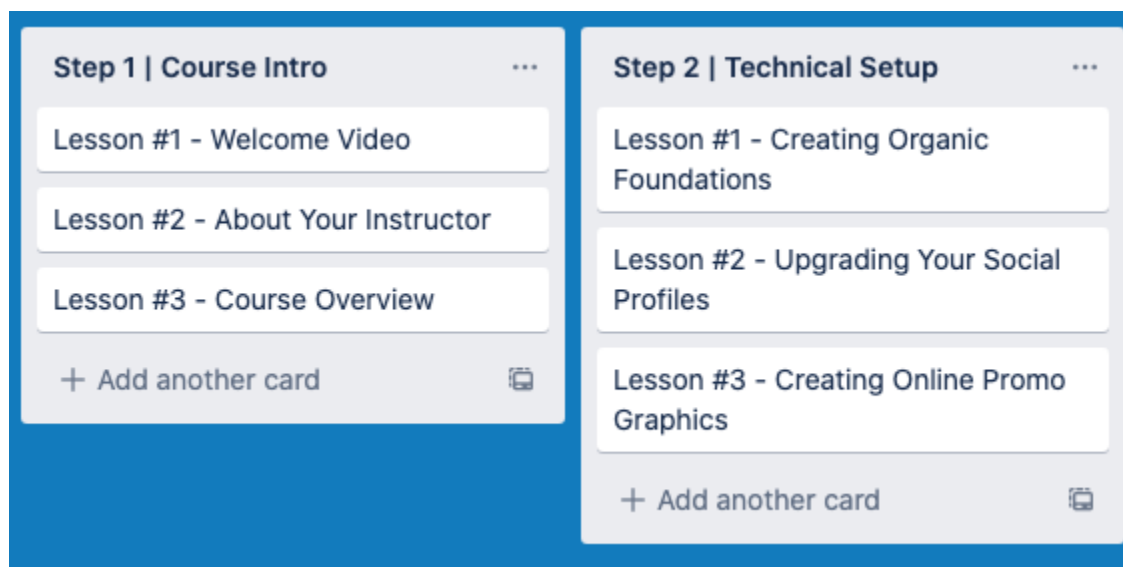 Step 1 | Course Intro
Lesson #1 - Welcome Video
Lesson #2 - About Your Instructor
Lesson #3 - Course Overview
+ Add another card
Step 2 | Technical Setup
Lesson #1 - Creating Organic
Foundations
Lesson #2 - Upgrading Your Social
Profiles
Lesson #3 - Creating Online Promo
Graphics
+ Add another card